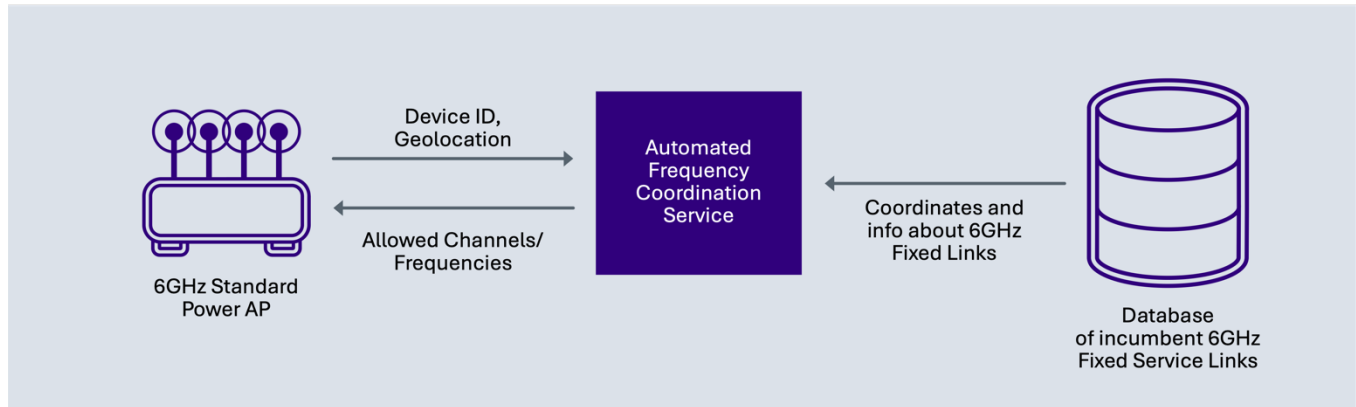 Device ID,
Geolocation
Allowed Channels/
Frequencies
6GHz Standard
Power AP
Automated
Frequency
Coordination
Service
Coordinates and
info about 6GHz
Fixed Links
Database
of incumbent 6GHz
Fixed Service Links